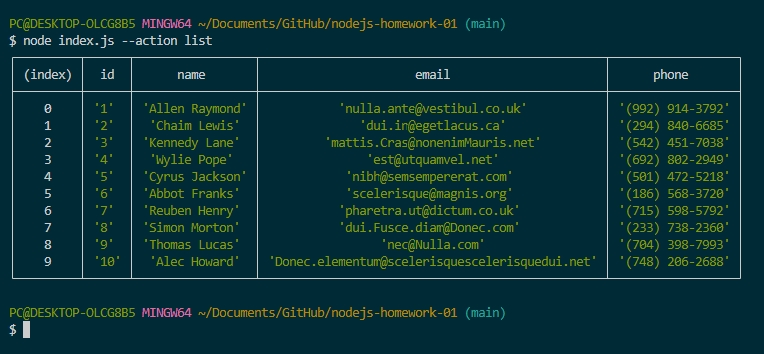 PC@DESKTOP-OLCG8B5 MINGW64 ~/Documents/GitHub/nodejs-homework-01 (main)
$ node index.js --action list
(index) id name email phone
0 '1' 'Allen Raymond' 'nulla.ante@vestibul.co.uk' '(992) 914-3792'
1 '2' 'Chaim Lewis' 'dui.in@egetlacus.ca' '(294) 840-6685'
2 '3' 'Kennedy Lane' 'mattis.Cras@nonenimMauris.net' '(542) 451-7038'
3 '4' 'Wylie Pope' 'est@utquamvel.net' '(692) 802-2949'
4 '5' 'Cyrus Jackson' 'nibh@semsempererat.com' '(501) 472-5218'
5 '6' 'Abbot Franks' 'scelerisque@magnis.org' '(186) 568-3720'
6 '7' 'Reuben Henry' 'pharetra.ut@dictum.co.uk' '(715) 598-5792'
7 '8' 'Simon Morton' 'dui.Fusce.diam@Donec.com' '(233) 738-2360'
8 '9' 'Thomas Lucas' 'nec@Nulla.com' '(704) 398-7993'
9 '10' 'Alec Howard' 'Donec.elementum@scelerisquescelerisquedui.net' '(748) 206-2688'
PC@DESKTOP-OLCG8B5 MINGW64 ~/Documents/GitHub/nodejs-homework-01 (main)
$